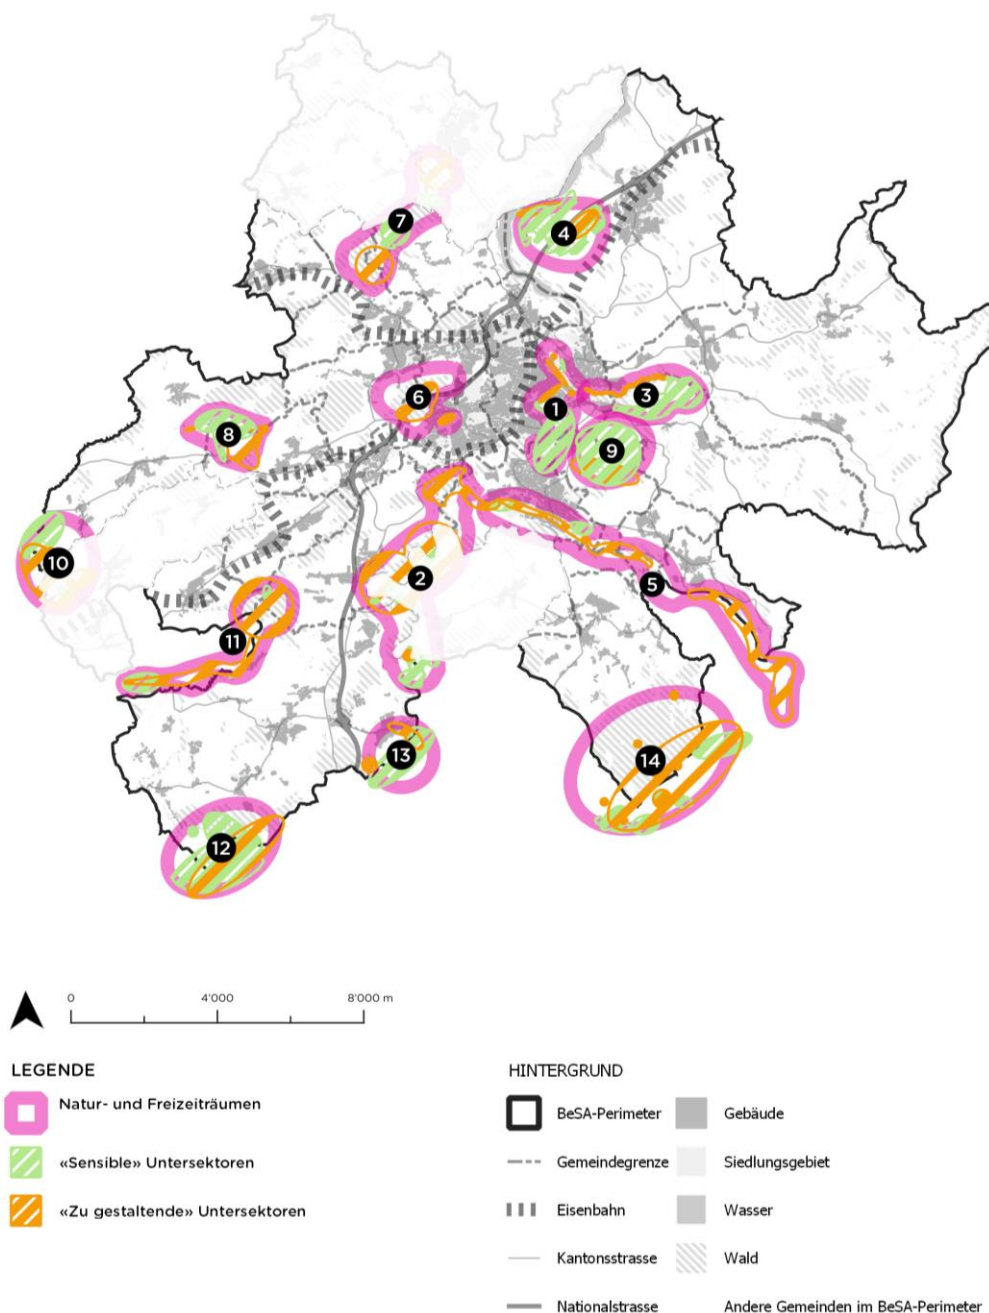 7
4
3
1
6
9
8
10
2
5
11
13
14
12
0
4'000
8'000 m
LEGENDE
Natur- und Freizeiträumen
«Sensible» Untersektoren
«Zu gestaltende» Untersektoren
HINTERGRUND
BeSA-Perimeter
Gebäude
Gemeindegrenze
Siedlungsgebiet
Eisenbahn
Wasser
Kantonsstrasse
Wald
Nationalstrasse
Andere Gemeinden im BeSA-Perimeter